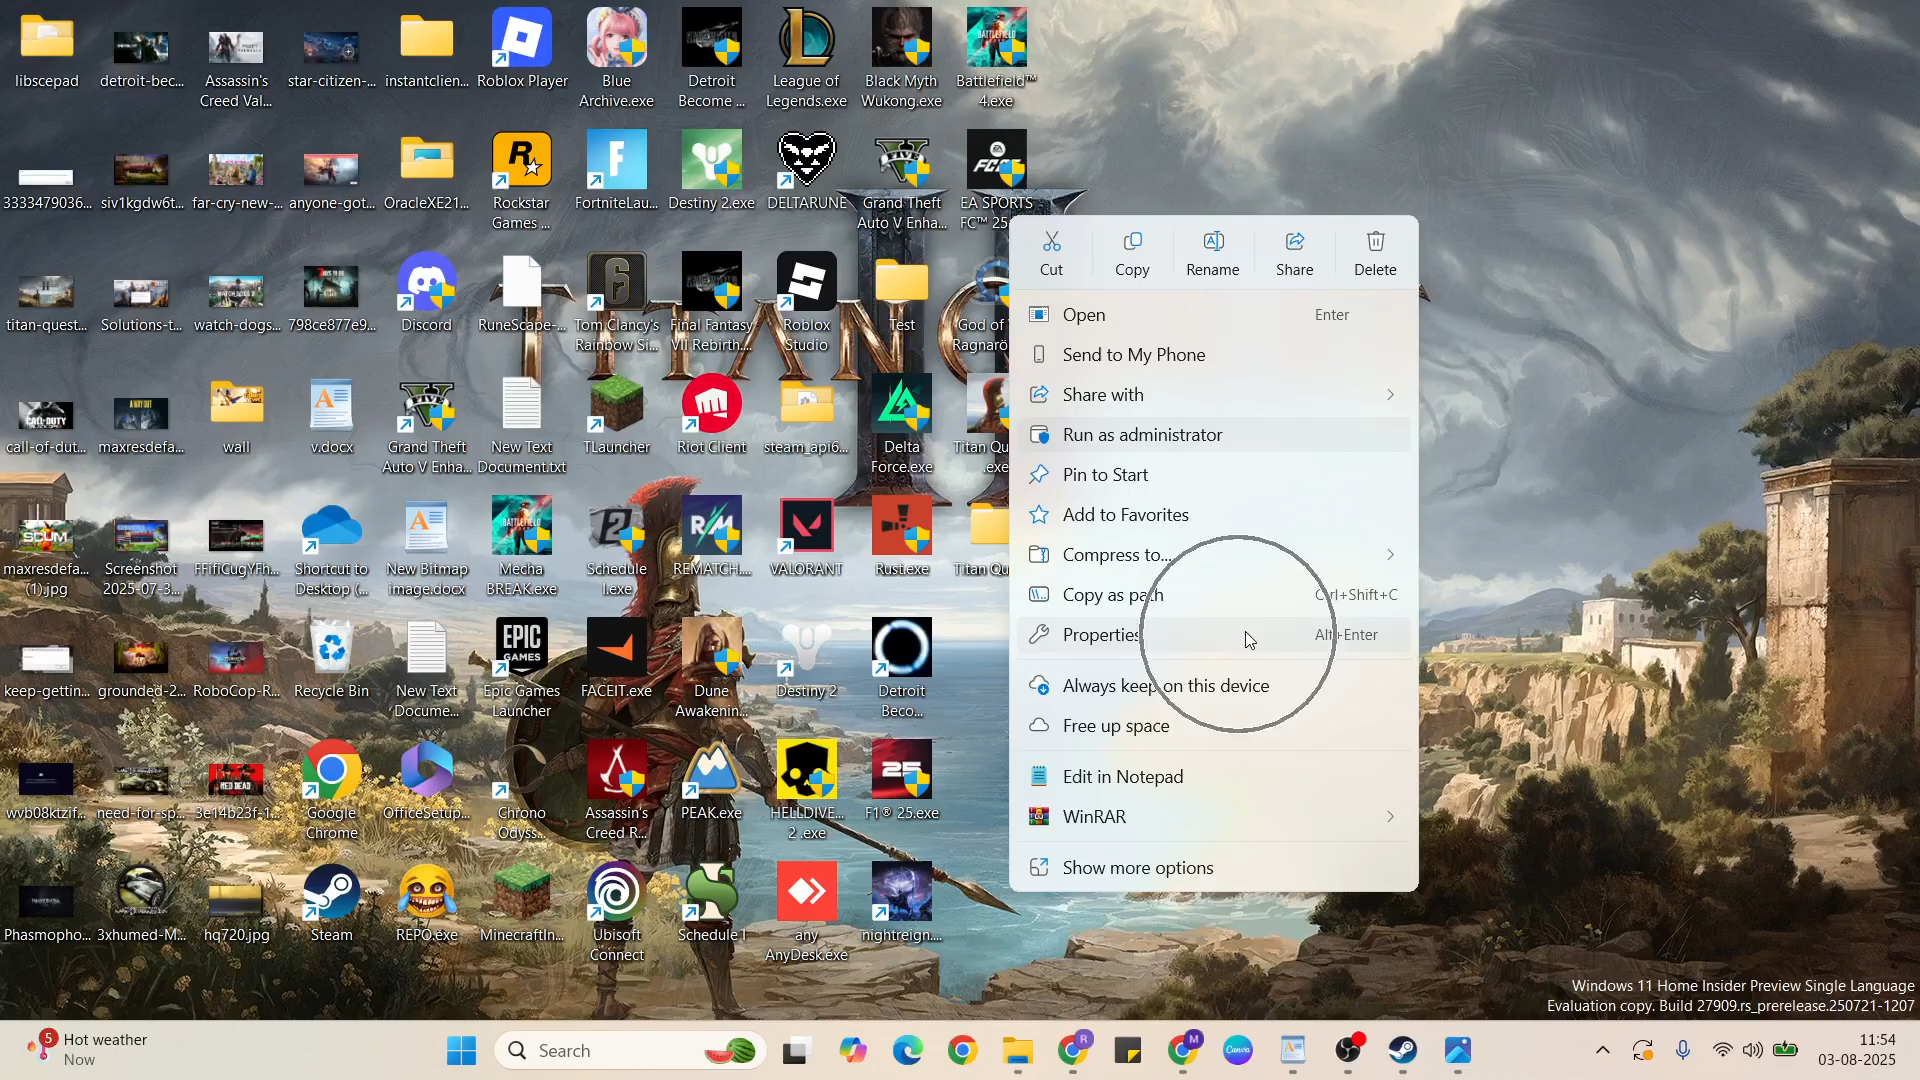 libscepad
detroit-bec...
Assassin's
Creed Val...
star-citizen-...
instantclien...
Roblox Player
Blue
Archive.exe
Detroit
Become ...
League of
Legends.exe
Black Myth
Wukong.exe
Battlefield™
4.exe
3333479036...
siv1kgdw6t...
far-cry-new-...
anyone-got...
OracleXE21...
Rockstar
Games ...
FortniteLau...
Destiny 2.exe
DELTARUNE
Grand Theft
Auto V Enha...
EA SPORTS
FC™ 25
titan-quest...
Solutions-t...
watch-dogs...
798ce877e9...
Discord
RuneScape-...
Tom Clancy's
Rainbow Si...
Final Fantasy
VII Rebirth....
Roblox
Studio
Test
God of
Ragnarö
call-of-dut...
maxresdefa...
wall
v.docx
Grand Theft
Auto V Enha...
New Text
Document.txt
TLauncher
Riot Client
steam_api6...
Delta
Force.exe
Titan Qu
.exe
maxresdefa...
(1).jpg
Screenshot
2025-07-3...
FFifiCugYFh...
Shortcut to
Desktop (...
New Bitmap
image.docx
Mecha
BREAK.exe
Schedule
I.exe
REMATCH....
VALORANT
Rust.exe
Titan Qu
keep-gettin...
grounded-2...
RoboCop-R...
Recycle Bin
New Text
Docume...
Epic Games
Launcher
FACEIT.exe
Dune
Awakenin...
Destiny 2
Detroit
Beco...
wvb08ktzif...
need-for-sp...
3e14b23f-1...
Google
Chrome
OfficeSetup...
Chrono
Odyss...
Assassin's
Creed R...
PEAK.exe
HELLDIVE...
2 .exe
F1® 25.exe
Phasmopho...
3xhumed-M...
hq720.jpg
Steam
REPO.exe
MinecraftIn...
Ubisoft
Connect
Schedule I
any
AnyDesk.exe
nightreign....
Cut
Copy
Rename
Share
Delete
Open Enter
Send to My Phone
Share with
Run as administrator
Pin to Start
Add to Favorites
Compress to...
Copy as path Ctrl+Shift+C
Properties Alt+Enter
Always keep on this device
Free up space
Edit in Notepad
WinRAR
Show more options
Windows 11 Home Insider Preview Single Language
Evaluation copy. Build 27909.rs_prerelease.250721-1207
5
Hot weather
Now
Search
Canva
R
M
11:54
03-08-2025